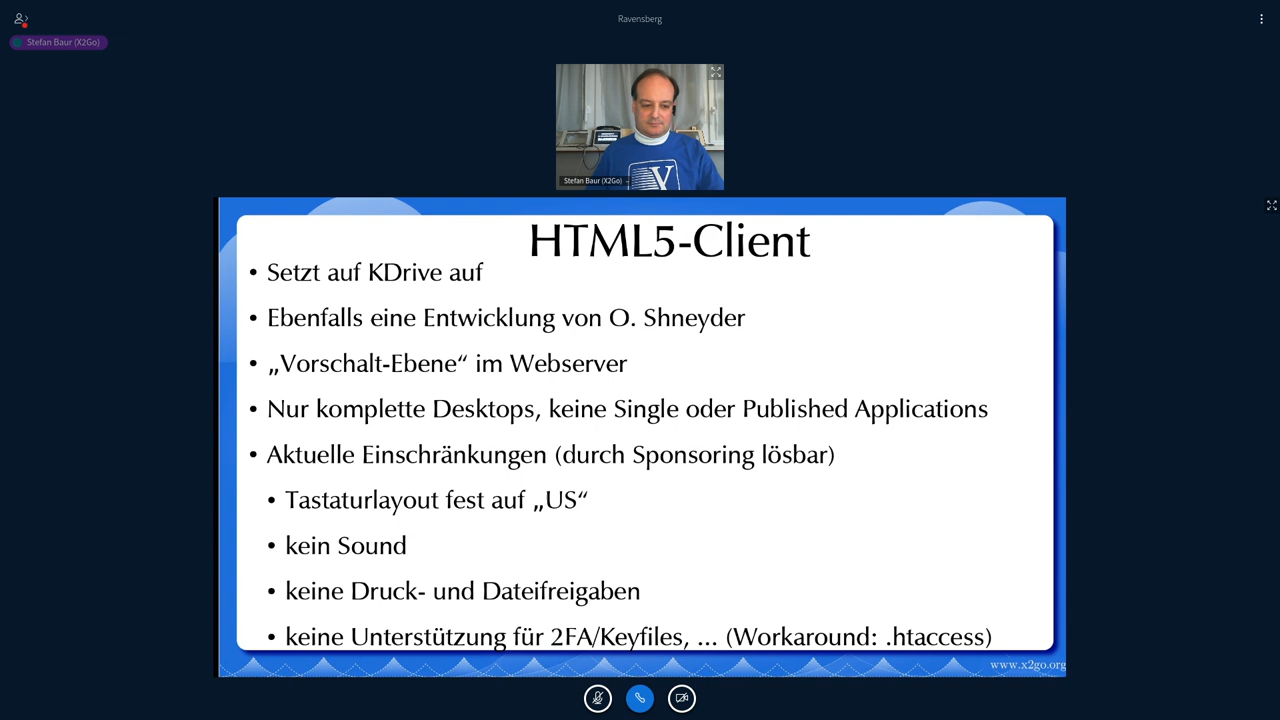 Ravensberg
Stefan Baur (X2Go)
Stefan Baur (X2Go)
X
HTML5-Client
• Setzt auf KDrive auf
• Ebenfalls eine Entwicklung von O. Shneyder
• „Vorschalt-Ebene“ im Webserver
• Nur komplette Desktops, keine Single oder Published Applications
• Aktuelle Einschränkungen (durch Sponsoring lösbar)
• Tastaturlayout fest auf „US“
• kein Sound
• keine Druck- und Dateifreigaben
• keine Unterstützung für 2FA/Keyfiles, ... (Workaround: .htaccess)
www.x2go.org